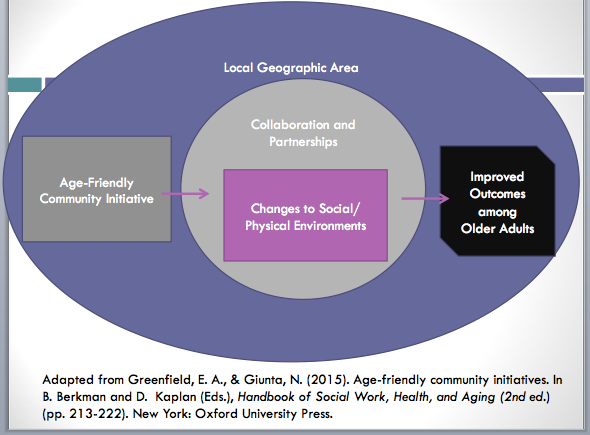 Local Geographic Area
Collaboration and
Partnerships
Age-Friendly
Community Initiative
Changes to Social/
Physical Environments
Improved
Outcomes
among
Older Adults
Adapted from Greenfield, E. A., & Giunta, N. (2015). Age-friendly community initiatives. In
B. Berkman and D. Kaplan (Eds.), Handbook of Social Work, Health, and Aging (2nd ed.)
(pp. 213-222). New York: Oxford University Press.